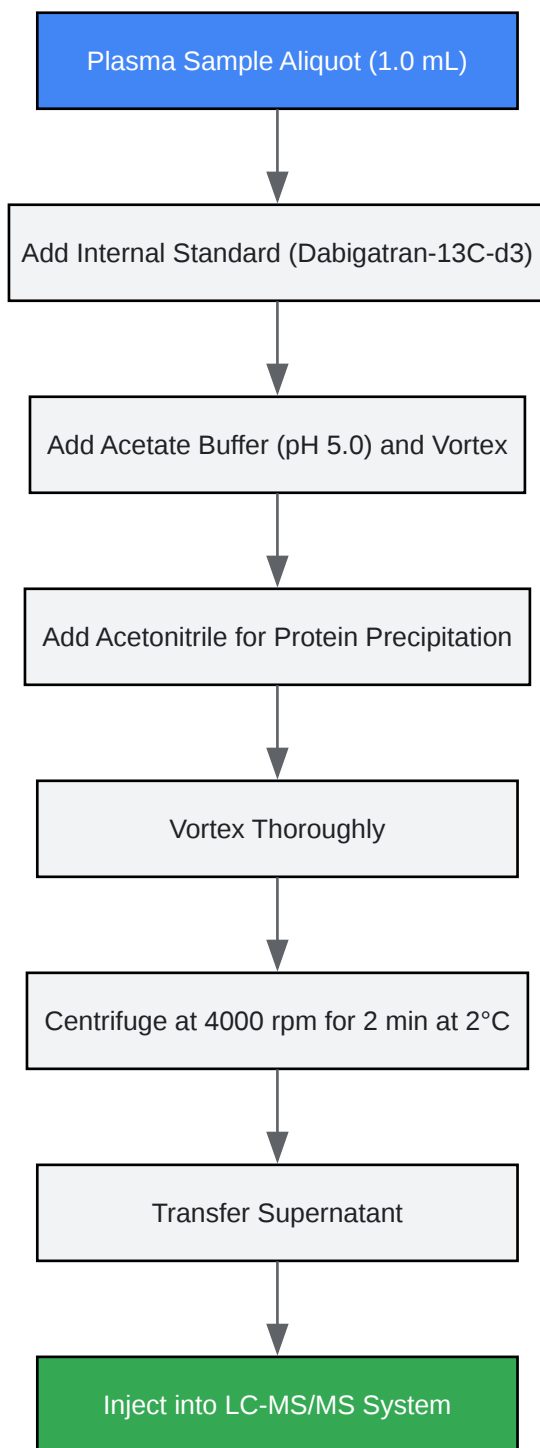 Plasma Sample Aliquot (1.0 mL)
Add Internal Standard (Dabigatran-13C-d3)
Add Acetate Buffer (pH 5.0) and Vortex
Add Acetonitrile for Protein Precipitation
Vortex Thoroughly
Centrifuge at 4000 rpm for 2 min at 2°C
Transfer Supernatant
Inject into LC-MS/MS System